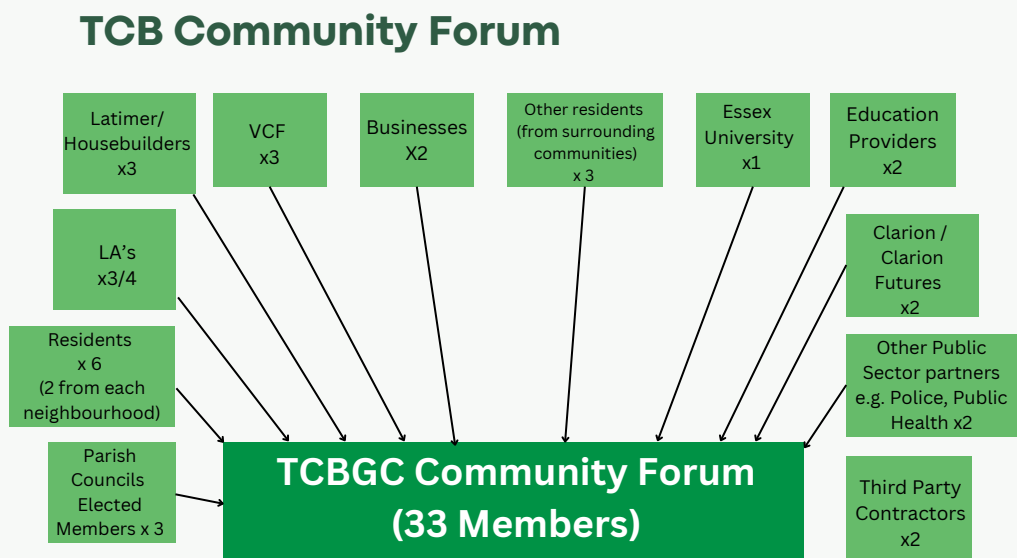 TCB Community Forum
Latimer/
Housebuilders
x3
VCF
x3
Businesses
X2
Other residents
(from surrounding
communities)
x 3
Essex
University
x1
Education
Providers
x2
LA's
x3/4
Clarion /
Clarion
Futures
x2
Residents
x 6
(2 from each
neighbourhood)
Other Public
Sector partners
e.g. Police, Public
Health x2
Parish
Councils
Elected
Members x 3
TCBGC Community Forum
(33 Members)
Third Party
Contractors
x2